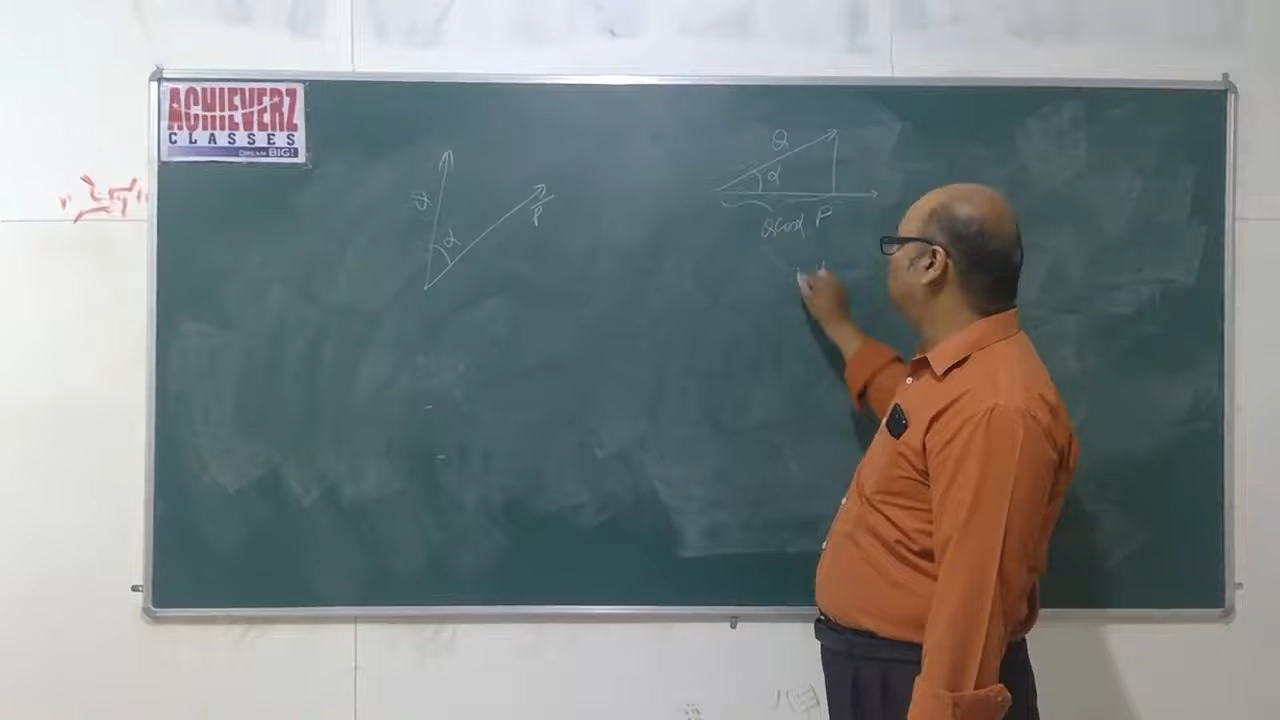 ACHIEVERZ
CLASSES
DREAM BIG!
Q
α
P
Q
α
Qcosα P